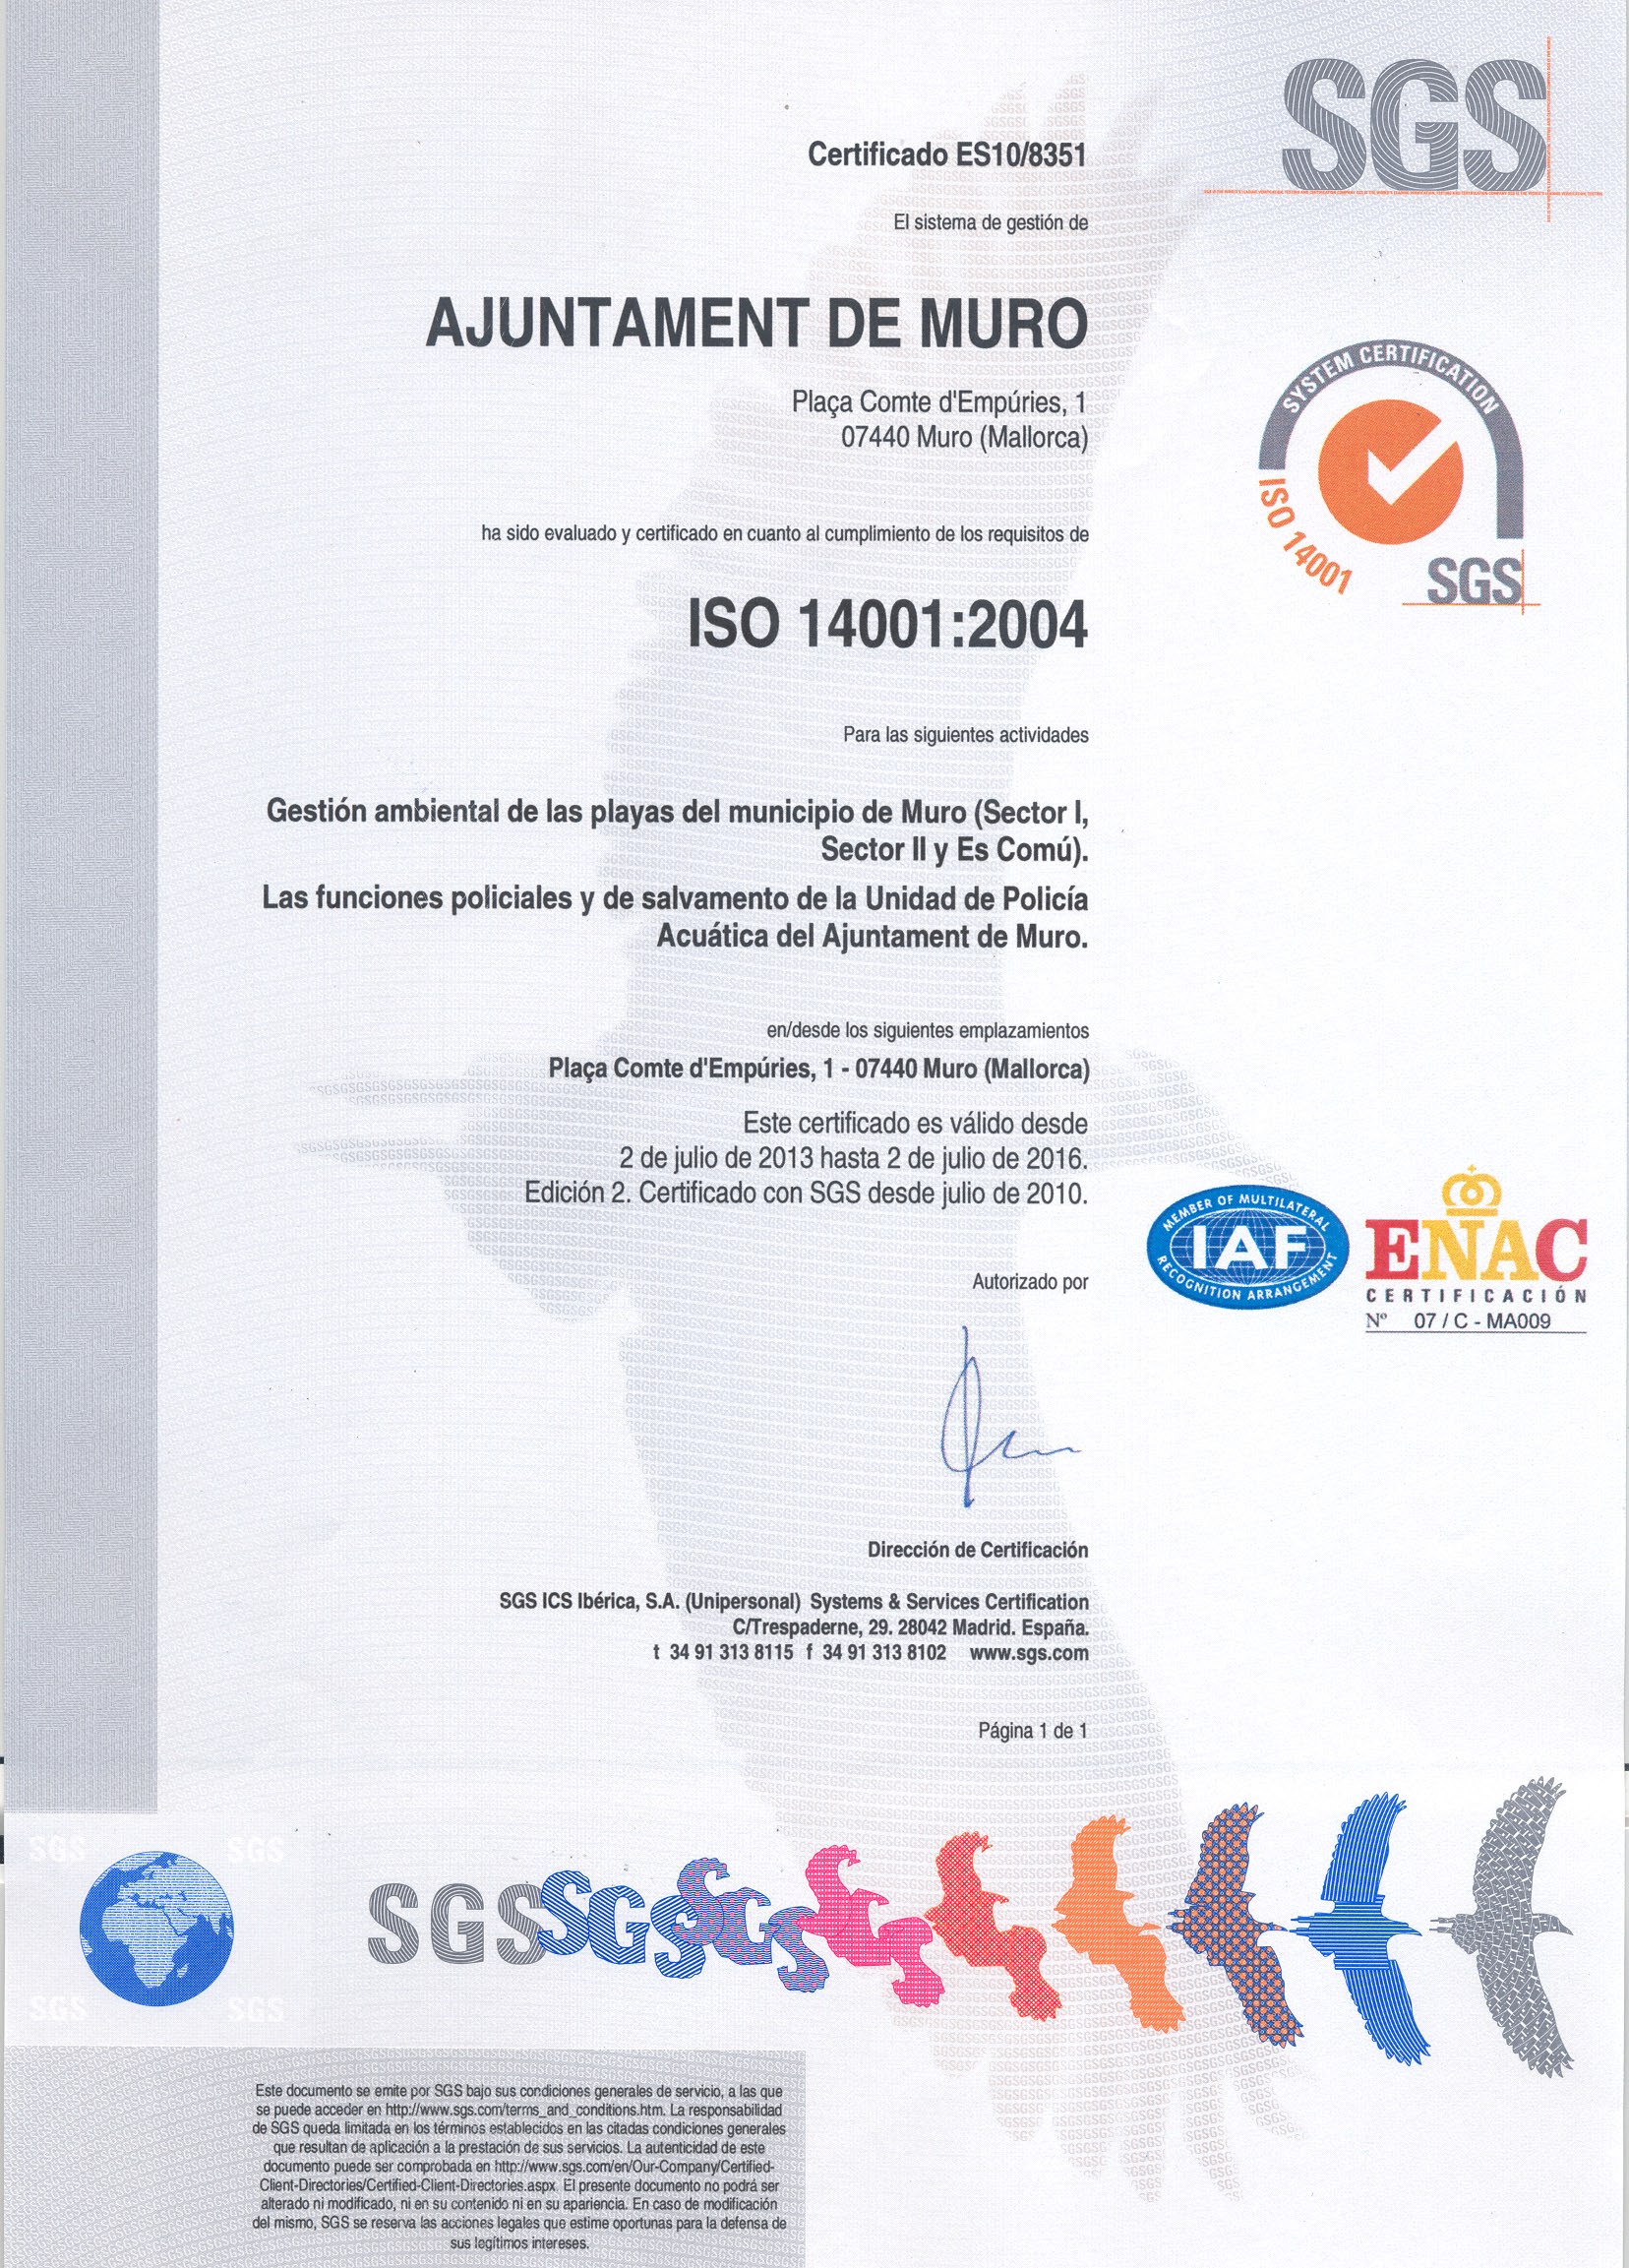 SGS
Certificado ES10/8351
El sistema de gestión de
AJUNTAMENT DE MURO
Plaça Comte d'Empúries, 1
07440 Muro (Mallorca)
SYSTEM CERTIFICATION
ISO 14001
SGS
ha sido evaluado y certificado en cuanto al cumplimiento de los requisitos de
ISO 14001:2004
Para las siguientes actividades
Gestión ambiental de las playas del municipio de Muro (Sector I,
Sector II y Es Comú).
Las funciones policiales y de salvamento de la Unidad de Policía
Acuática del Ajuntament de Muro.
en/desde los siguientes emplazamientos
Plaça Comte d'Empúries, 1 - 07440 Muro (Mallorca)
Este certificado es válido desde
2 de julio de 2013 hasta 2 de julio de 2016.
Edición 2. Certificado con SGS desde julio de 2010.
MEMBER OF MULTILATERAL
IAF
RECOGNITION ARRANGEMENT
ENAC
CERTIFICACIÓN
Nº 07 / C - MA009
Autorizado por
Dirección de Certificación
SGS ICS Ibérica, S.A. (Unipersonal) Systems & Services Certification
C/Trespaderne, 29. 28042 Madrid. España.
t 34 91 313 8115 f 34 91 313 8102 www.sgs.com
Página 1 de 1
SGS SGS
SGS SGS SGS
SGS SGS
Este documento se emite por SGS bajo sus condiciones generales de servicio, a las que
se puede acceder en http://www.sgs.com/terms_and_conditions.htm. La responsabilidad
de SGS queda limitada en los términos establecidos en las citadas condiciones generales
que resultan de aplicación a la prestación de sus servicios. La autenticidad de este
documento puede ser comprobada en http://www.sgs.com/en/Our-Company/Certified-
Client-Directories/Certified-Client-Directories.aspx. El presente documento no podrá ser
alterado ni modificado, ni en su contenido ni en su apariencia. En caso de modificación
del mismo, SGS se reserva las acciones legales que estime oportunas para la defensa de
sus legítimos intereses.